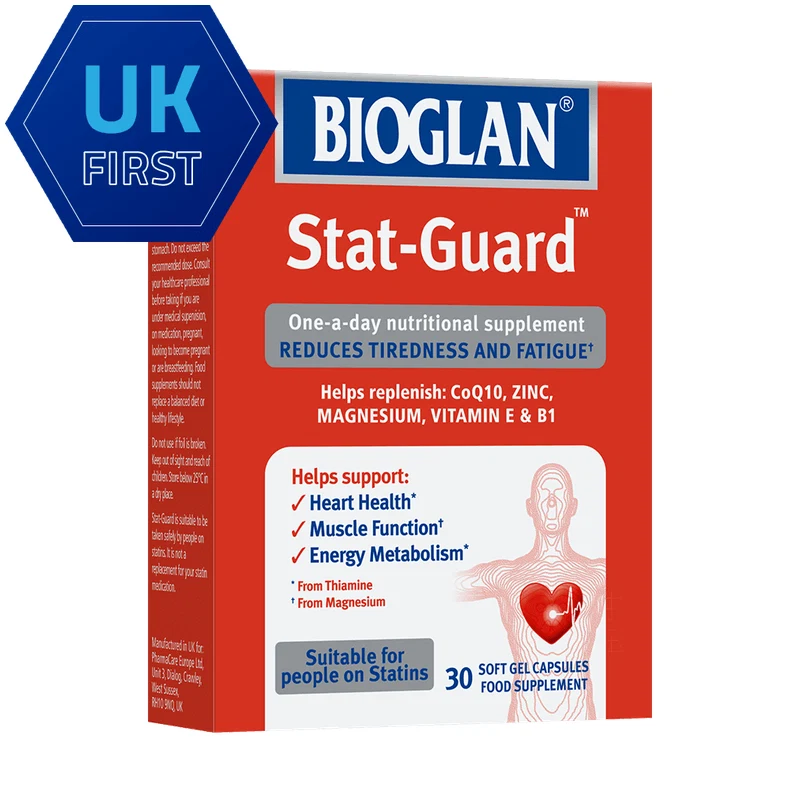 UK
FIRST
BIOGLAN®
Stat-Guard™
One-a-day nutritional supplement
REDUCES TIREDNESS AND FATIGUE†
Helps replenish: CoQ10, ZINC,
MAGNESIUM, VITAMIN E & B1
Helps support:
✓ Heart Health*
✓ Muscle Function†
✓ Energy Metabolism*
* From Thiamine
† From Magnesium
Suitable for
people on Statins
30 SOFT GEL CAPSULES
FOOD SUPPLEMENT
stomach. Do not exceed the
recommended dose. Consult
your healthcare professional
before taking if you are
under medical supervision,
on medication, pregnant,
looking to become pregnant
or are breastfeeding. Food
supplements should not
replace a balanced diet or
healthy lifestyle.
Do not use if foil is broken.
Keep out of sight and reach of
children. Store below 25°C in
a dry place.
Stat-Guard is suitable to be
taken safely by people on
statins. It is not a
replacement for your statin
medication.
Manufactured in UK for:
PharmaCare Europe Ltd,
Unit 3, Dialog, Crawley,
West Sussex,
RH10 9NQ, UK